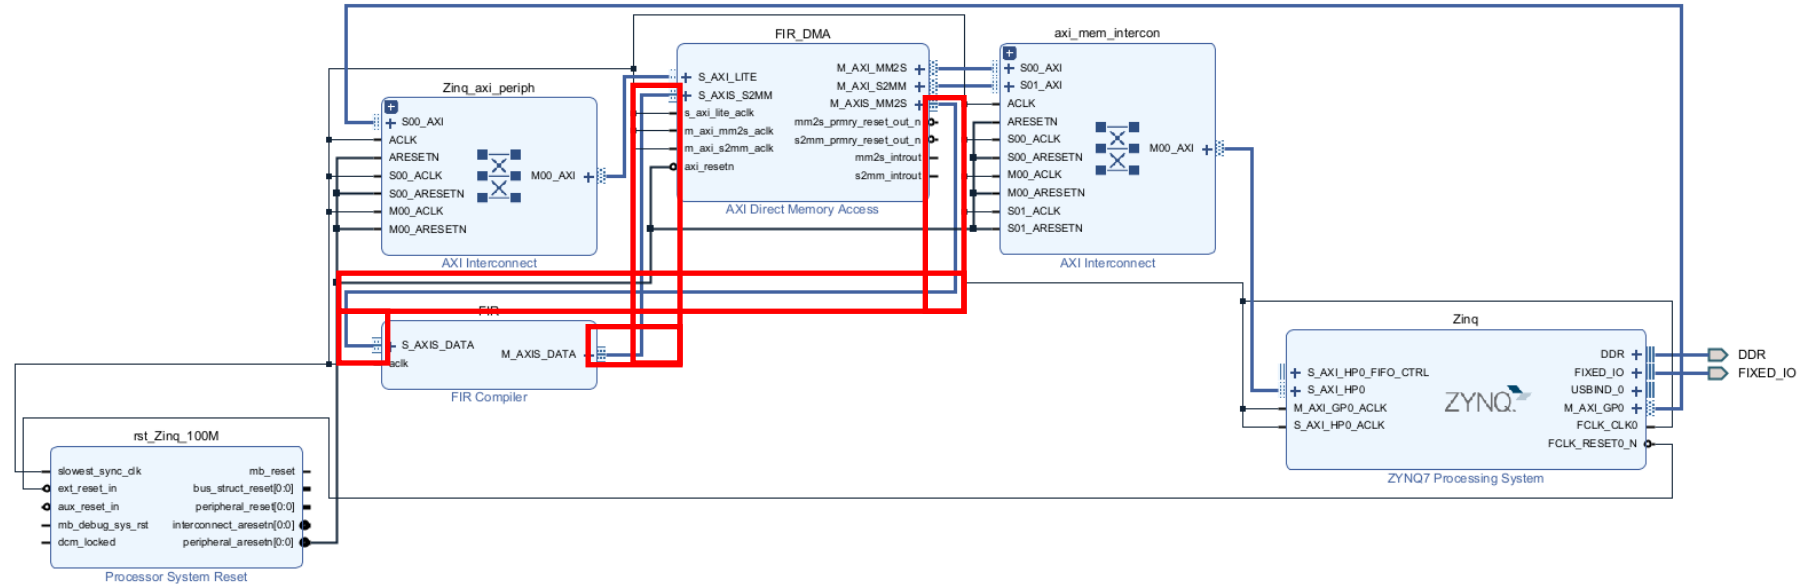 FIR_DMA
S_AXI_LITE
S_AXIS_S2MM
s_axi_lite_aclk
m_axi_mm2s_aclk
m_axi_s2mm_aclk
axi_resetn
M_AXI_MM2S
M_AXI_S2MM
M_AXIS_MM2S
mm2s_prmry_reset_out_n
s2mm_prmry_reset_out_n
mm2s_introut
s2mm_introut
AXI Direct Memory Access
axi_mem_intercon
S00_AXI
S01_AXI
ACLK
ARESETN
S00_ACLK
S00_ARESETN
M00_ACLK
M00_ARESETN
S01_ACLK
S01_ARESETN
M00_AXI
AXI Interconnect
Zinq_axi_periph
S00_AXI
ACLK
ARESETN
S00_ACLK
S00_ARESETN
M00_ACLK
M00_ARESETN
M00_AXI
AXI Interconnect
FIR
S_AXIS_DATA
aclk
M_AXIS_DATA
FIR Compiler
Zinq
S_AXI_HP0_FIFO_CTRL
S_AXI_HP0
M_AXI_GP0_ACLK
S_AXI_HP0_ACLK
ZYNQ
DDR
FIXED_IO
USBIND_0
M_AXI_GP0
FCLK_CLK0
FCLK_RESET0_N
ZYNQ7 Processing System
DDR
FIXED_IO
rst_Zinq_100M
slowest_sync_clk
ext_reset_in
aux_reset_in
mb_debug_sys_rst
dcm_locked
mb_reset
bus_struct_reset[0:0]
peripheral_reset[0:0]
interconnect_aresetn[0:0]
peripheral_aresetn[0:0]
Processor System Reset